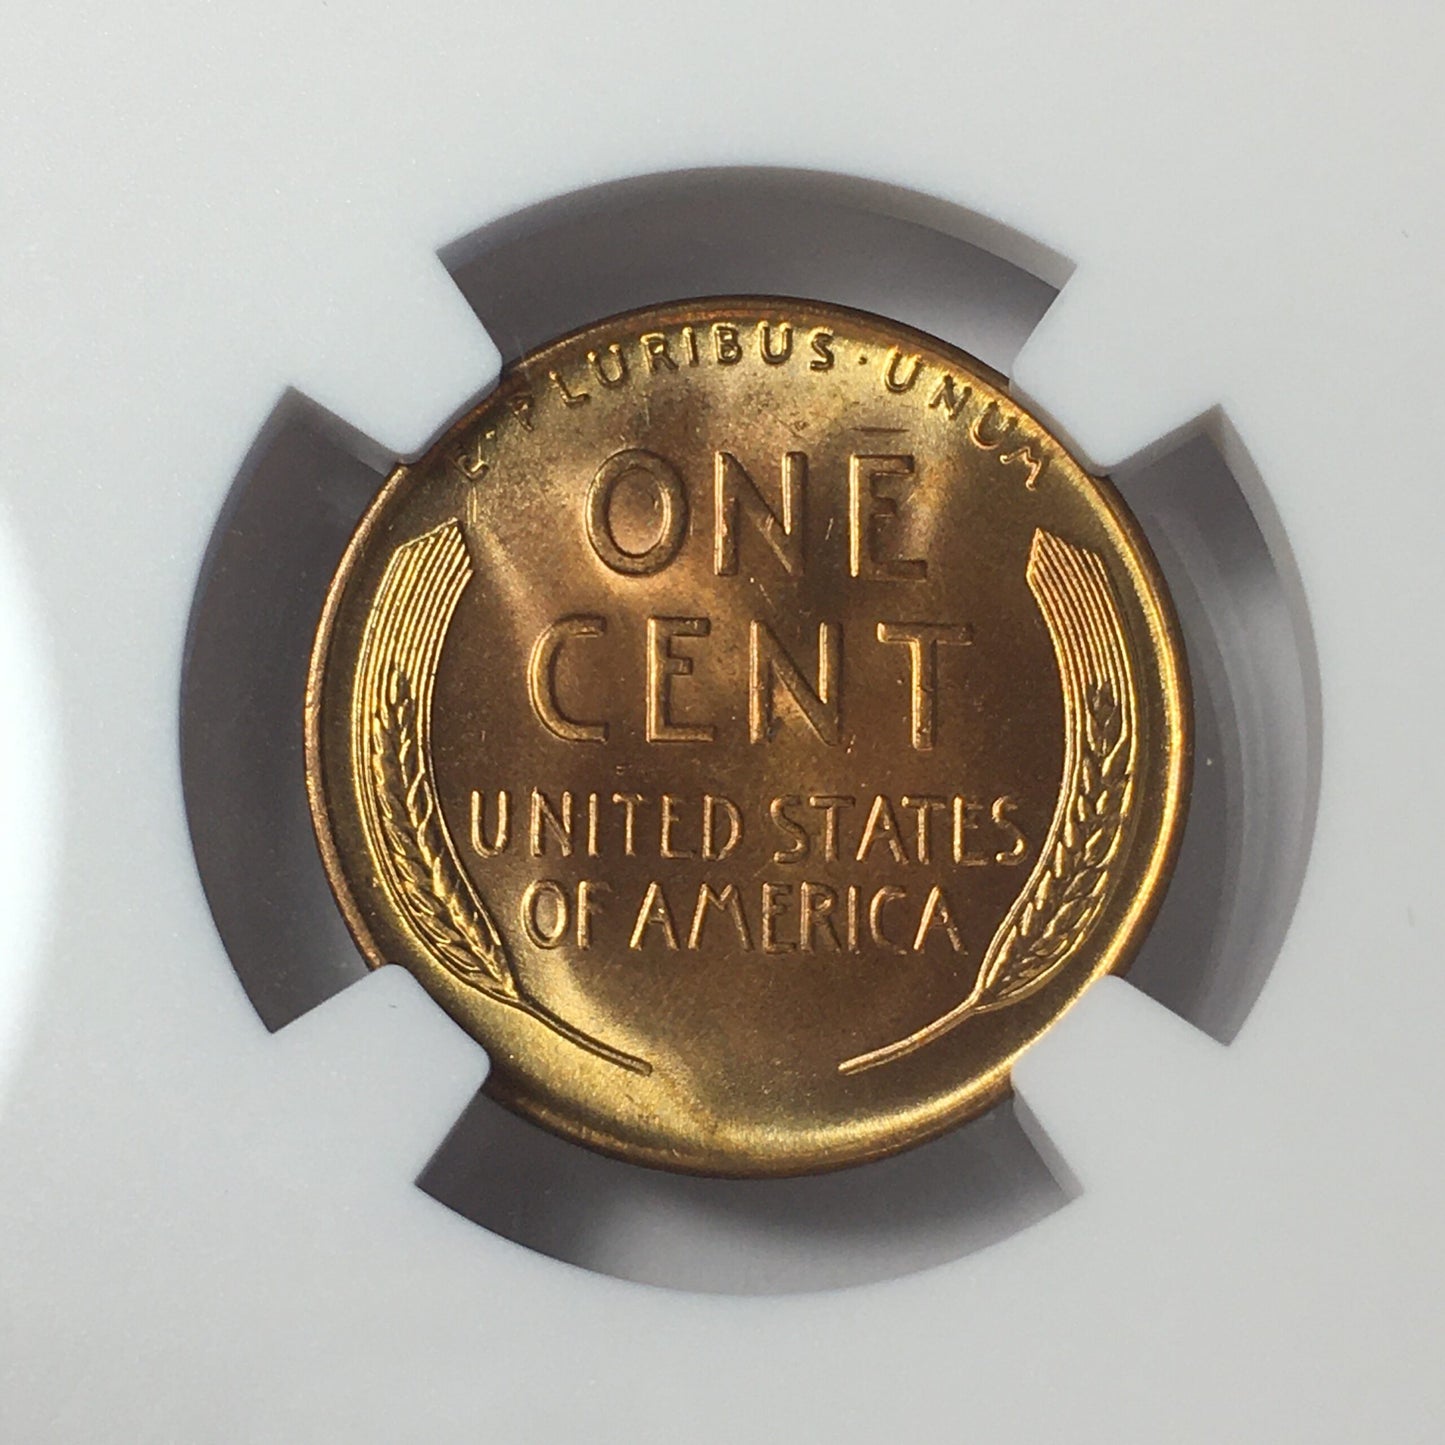 E · PLURIBUS · UNUM
ONE
CENT
UNITED STATES
OF AMERICA